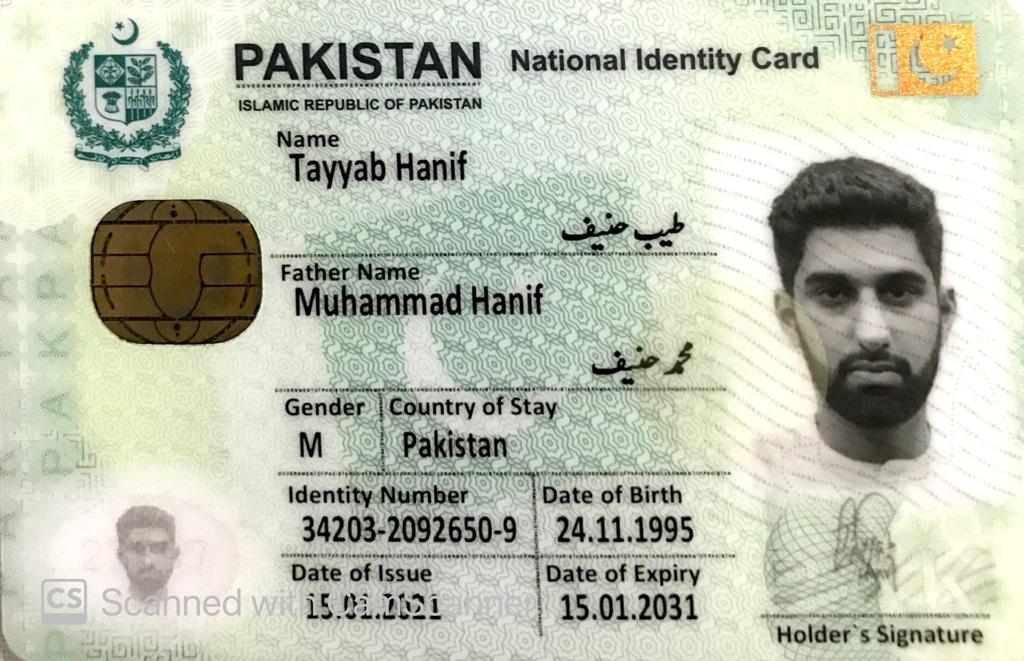 PAKISTAN National Identity Card
ISLAMIC REPUBLIC OF PAKISTAN
Name
Tayyab Hanif
طیب حنیف
Father Name
Muhammad Hanif
محمد حنیف
Gender Country of Stay
M Pakistan
Identity Number Date of Birth
34203-2092650-9 24.11.1995
Date of Issue Date of Expiry
15.01.2021 15.01.2031
Holder`s Signature
CS Scanned with CamScanner